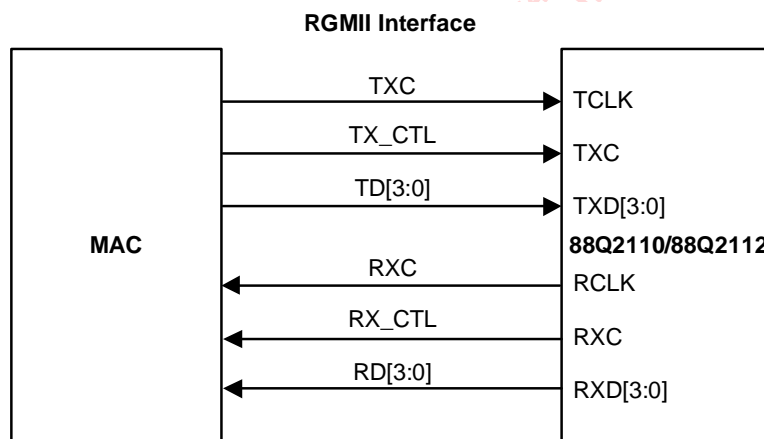 RGMII Interface
TXC
TCLK
TX_CTL
TXC
TD[3:0]
TXD[3:0]
MAC
88Q2110/88Q2112
RXC
RCLK
RX_CTL
RXC
RD[3:0]
RXD[3:0]